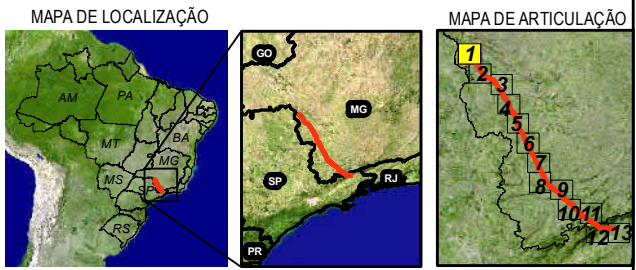 MAPA DE LOCALIZAÇÃO
AM
PA
MT
BA
MG
MS
SP
RS
GO
MG
SP
RJ
PR
MAPA DE ARTICULAÇÃO
1
2
3
4
5
6
7
8
9
10
11
12
13